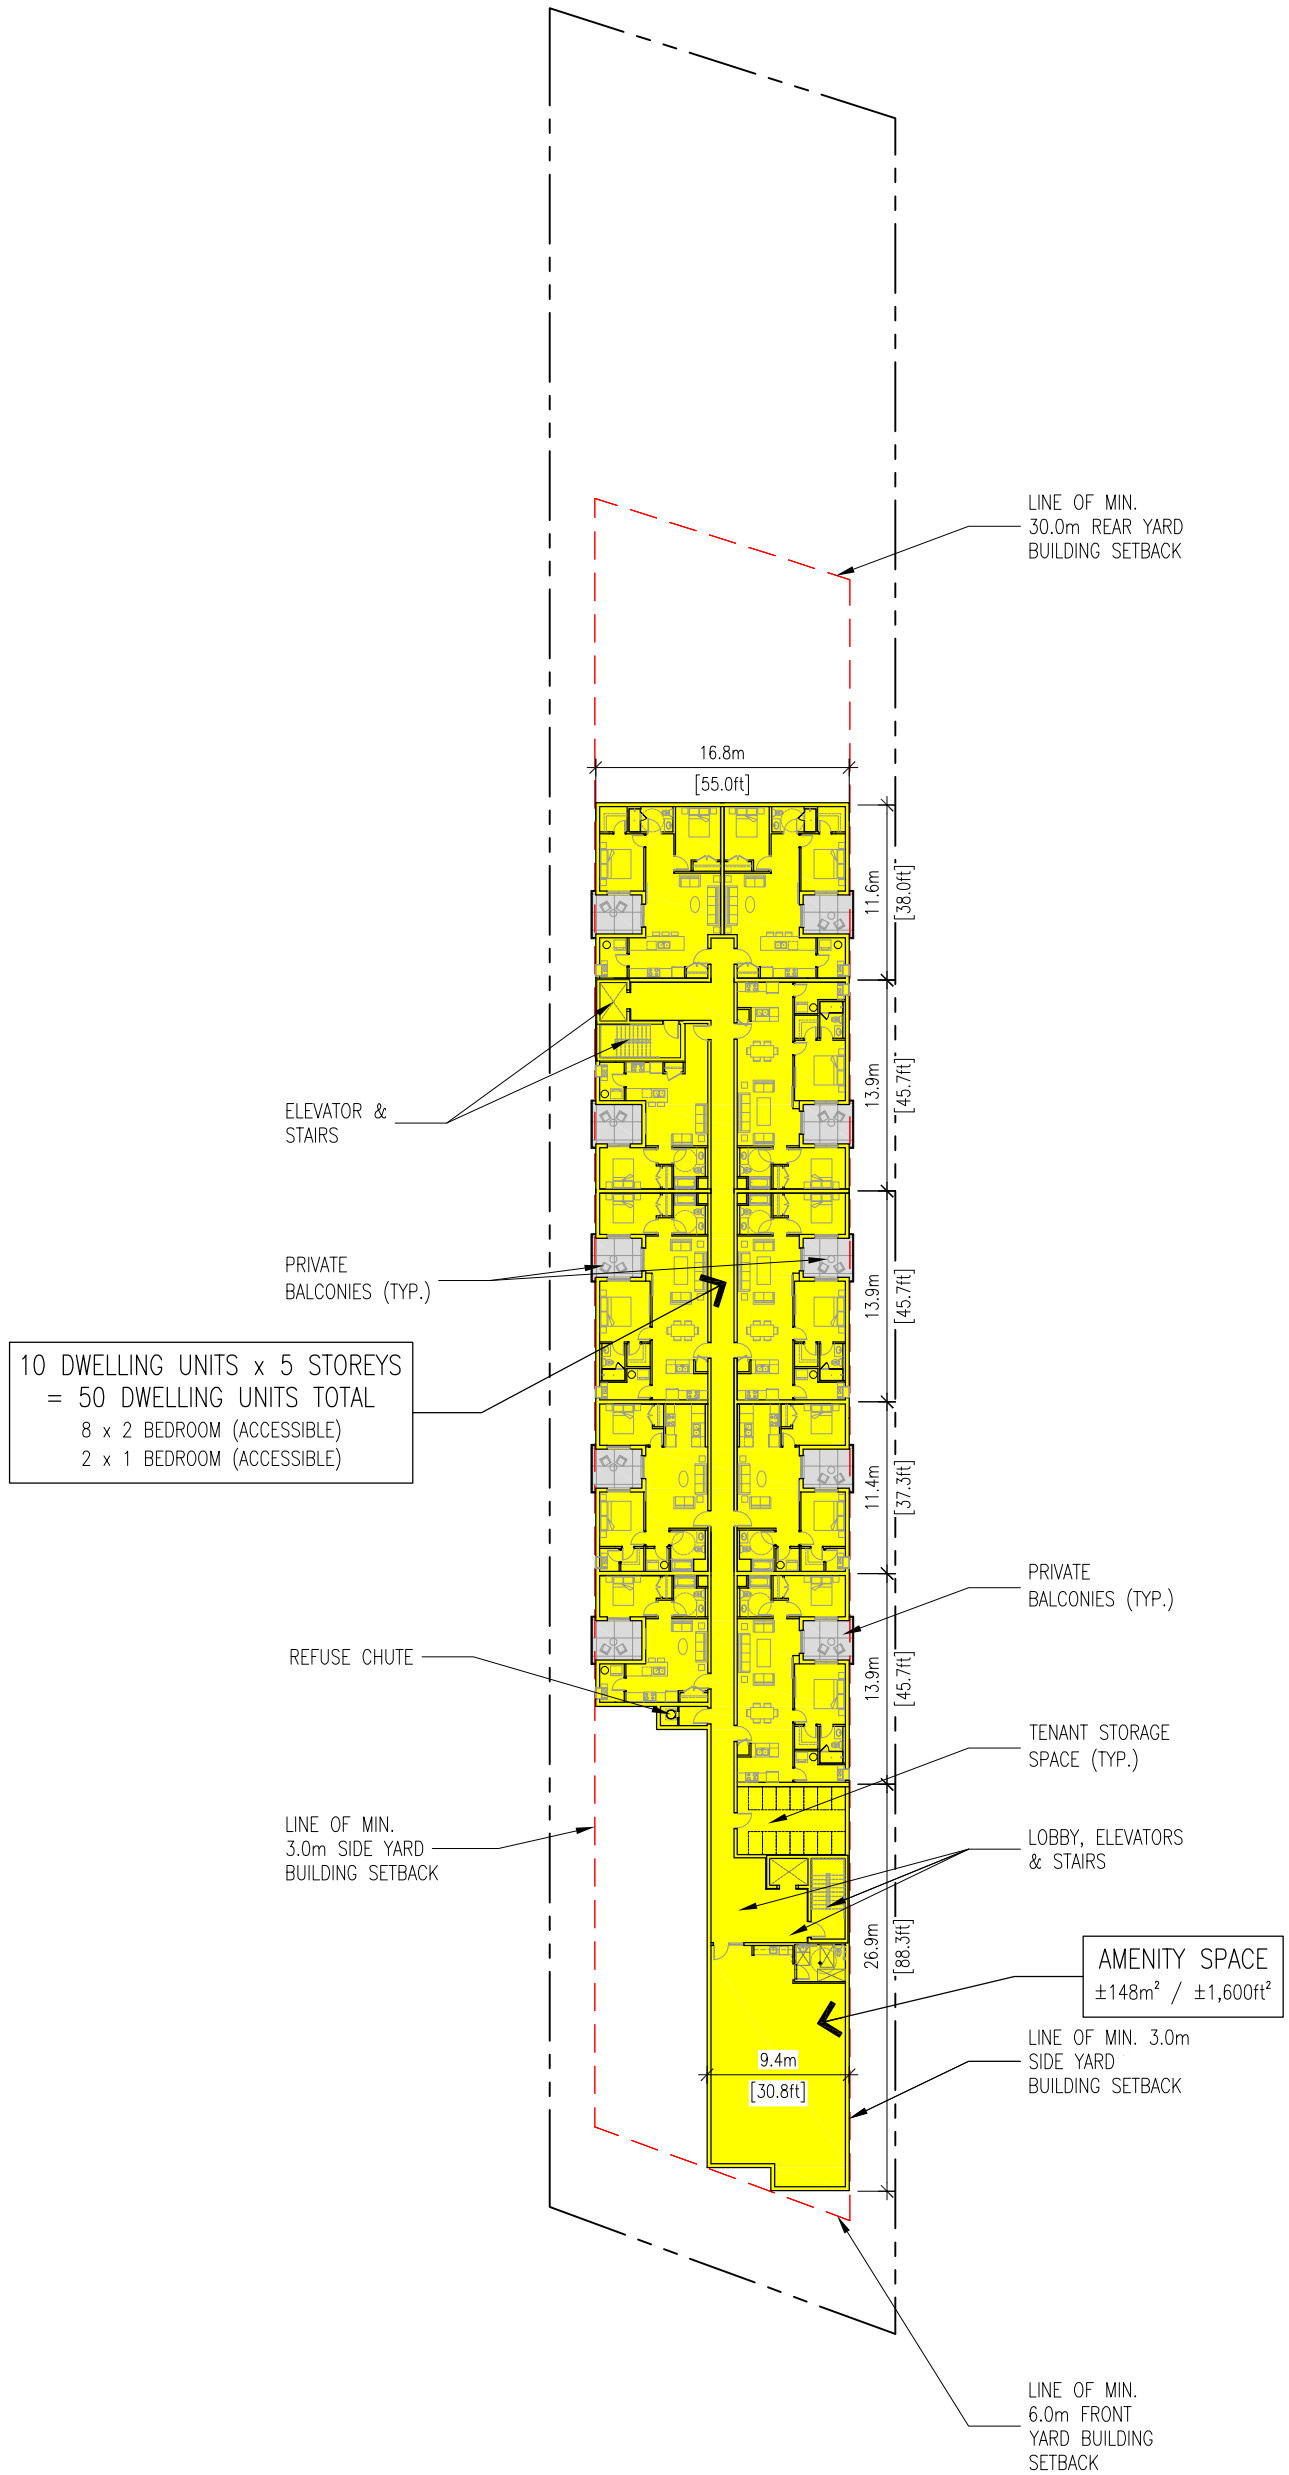 LINE OF MIN.
30.0m REAR YARD
BUILDING SETBACK
16.8m
[55.0ft]
11.6m
[38.0ft]
13.9m
[45.7ft]
ELEVATOR &
STAIRS
PRIVATE
BALCONIES (TYP.)
13.9m
[45.7ft]
10 DWELLING UNITS x 5 STOREYS
= 50 DWELLING UNITS TOTAL
8 x 2 BEDROOM (ACCESSIBLE)
2 x 1 BEDROOM (ACCESSIBLE)
11.4m
[37.3ft]
PRIVATE
BALCONIES (TYP.)
REFUSE CHUTE
13.9m
[45.7ft]
TENANT STORAGE
SPACE (TYP.)
LINE OF MIN.
3.0m SIDE YARD
BUILDING SETBACK
LOBBY, ELEVATORS
& STAIRS
26.9m
[88.3ft]
AMENITY SPACE
±148m² / ±1,600ft²
LINE OF MIN. 3.0m
SIDE YARD
BUILDING SETBACK
9.4m
[30.8ft]
LINE OF MIN.
6.0m FRONT
YARD BUILDING
SETBACK